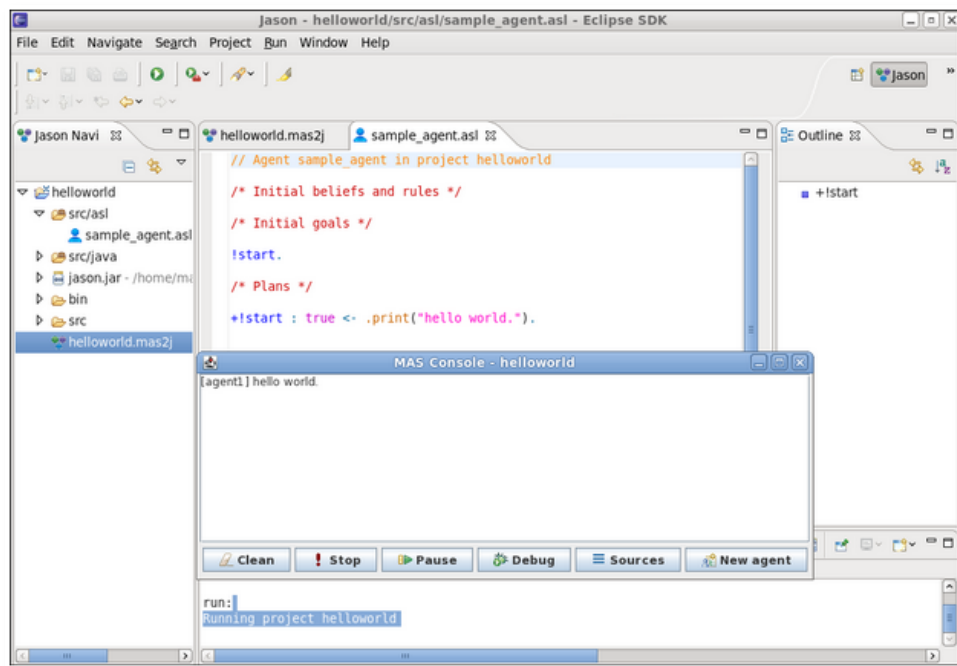 Jason - helloworld/src/asl/sample_agent.asl - Eclipse SDK
File Edit Navigate Search Project Run Window Help
Jason
Jason Navi
helloworld.mas2j
sample_agent.asl
Outline
// Agent sample_agent in project helloworld
helloworld
/* Initial beliefs and rules */
+!start
src/asl
/* Initial goals */
sample_agent.asl
src/java
!start.
jason.jar - /home/ma
/* Plans */
bin
src
+!start : true <- .print("hello world.").
helloworld.mas2j
MAS Console - helloworld
[agent1] hello world.
Clean Stop Pause Debug Sources New agent
run:
Running project helloworld